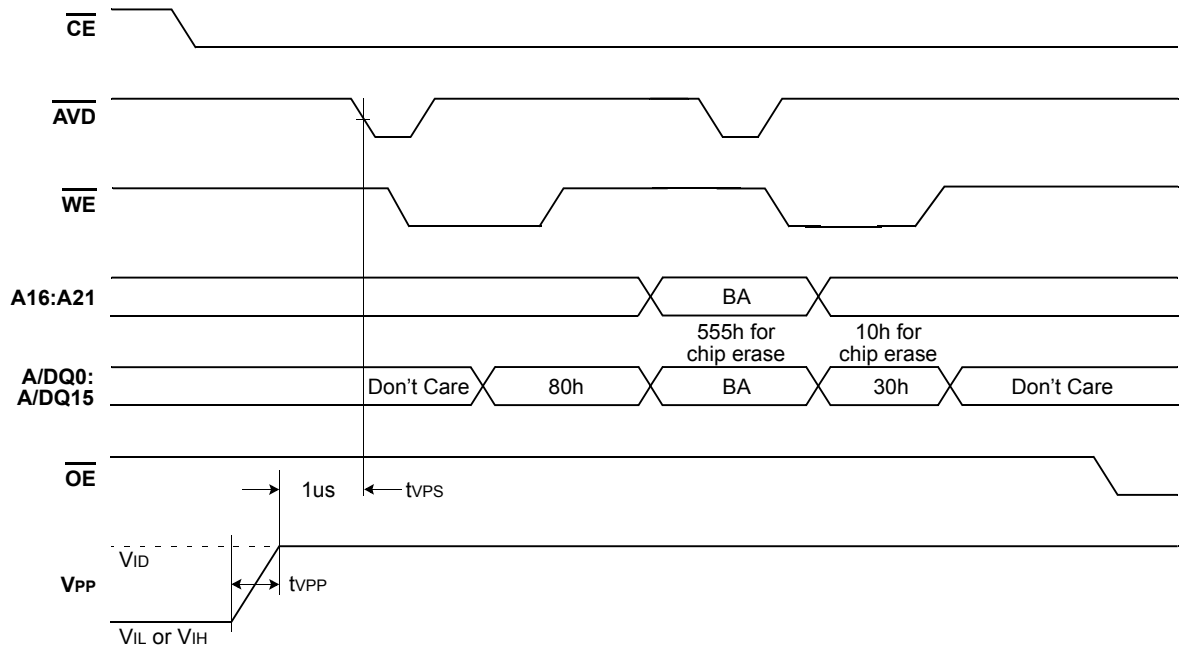 CE
AVD
WE
A16:A21
BA
555h for
chip erase
10h for
chip erase
A/DQ0:
A/DQ15
Don't Care
80h
BA
30h
Don't Care
OE
1us
tVPS
VID
VPP
tVPP
VIL or VIH